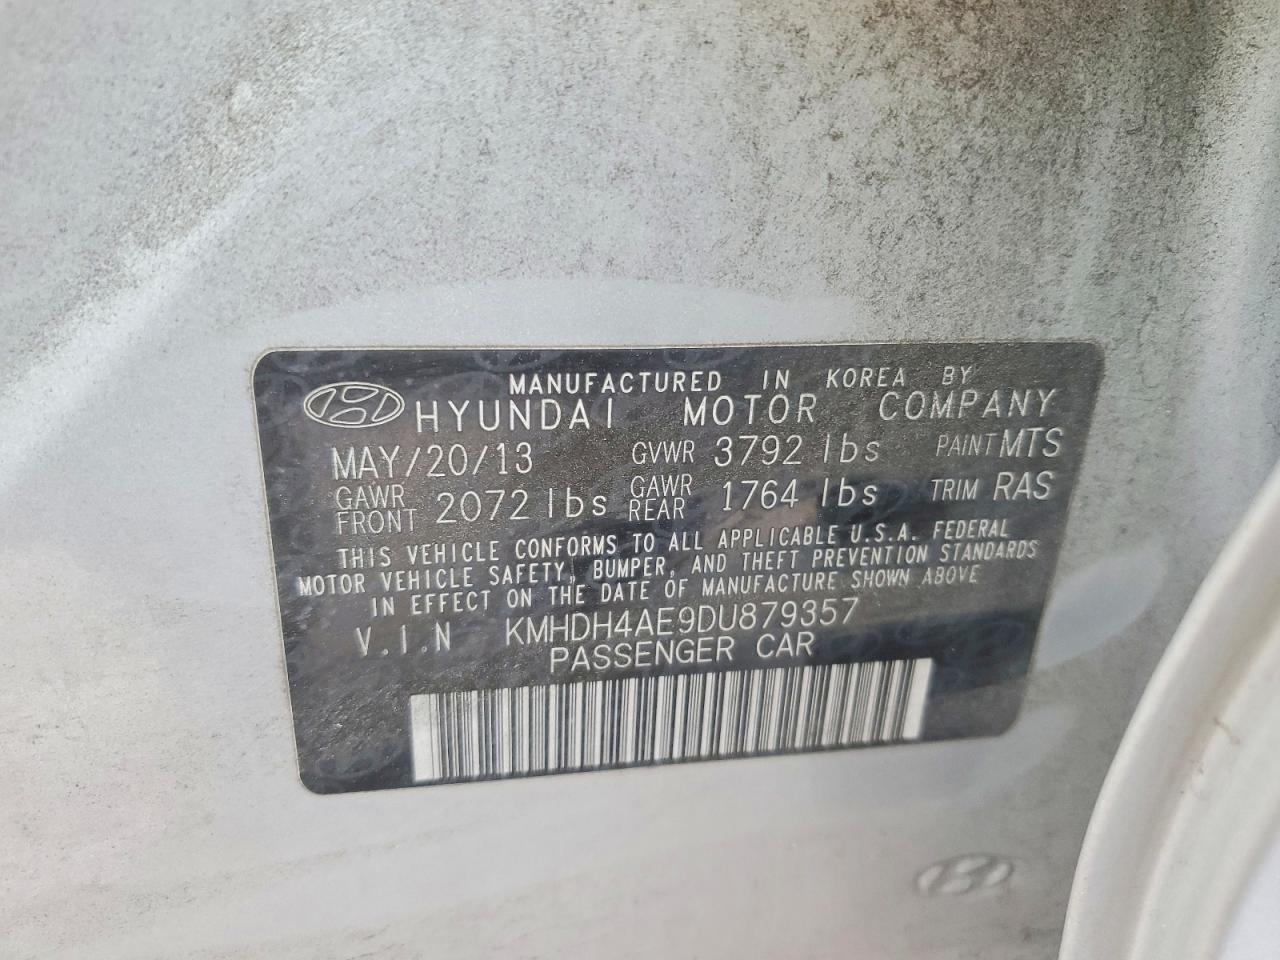 MANUFACTURED IN KOREA BY
HYUNDAI MOTOR COMPANY
MAY/20/13 GVWR 3792 lbs PAINT MTS
GAWR FRONT 2072 lbs GAWR REAR 1764 lbs TRIM RAS
THIS VEHICLE CONFORMS TO ALL APPLICABLE U.S.A. FEDERAL
MOTOR VEHICLE SAFETY, BUMPER, AND THEFT PREVENTION STANDARDS
IN EFFECT ON THE DATE OF MANUFACTURE SHOWN ABOVE
V.I.N KMHDH4AE9DU879357
PASSENGER CAR